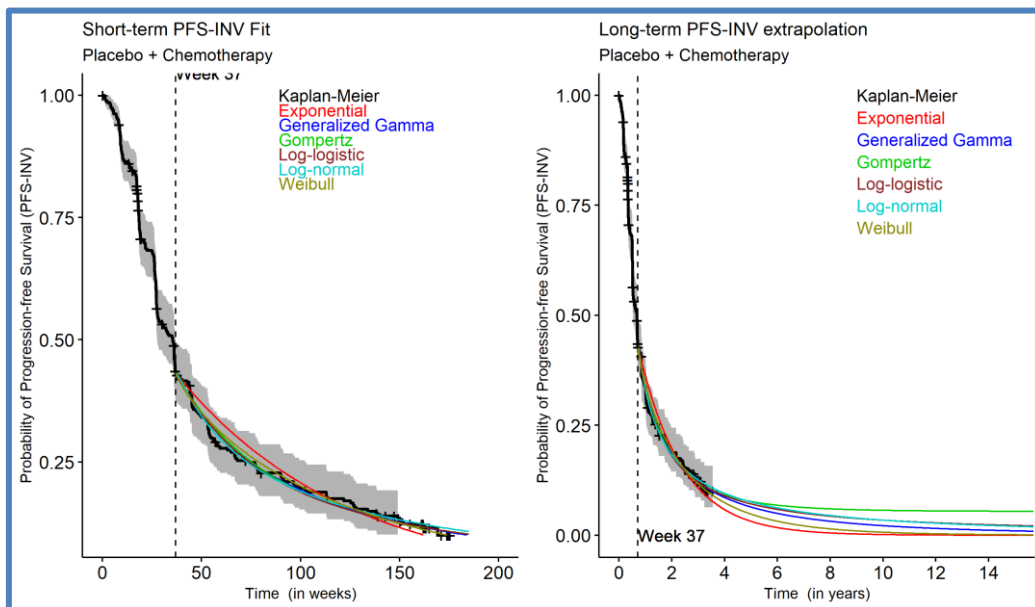 Short-term PFS-INV Fit
Placebo + Chemotherapy
Week 37
Kaplan-Meier
Exponential
Generalized Gamma
Gompertz
Log-logistic
Log-normal
Weibull
Probability of Progression-free Survival (PFS-INV)
1.00
0.75
0.50
0.25
0 50 100 150 200
Time (in weeks)
Long-term PFS-INV extrapolation
Placebo + Chemotherapy
Kaplan-Meier
Exponential
Generalized Gamma
Gompertz
Log-logistic
Log-normal
Weibull
Probability of Progression-free Survival (PFS-INV)
1.00
0.75
0.50
0.25
0.00
Week 37
0 2 4 6 8 10 12 14
Time (in years)